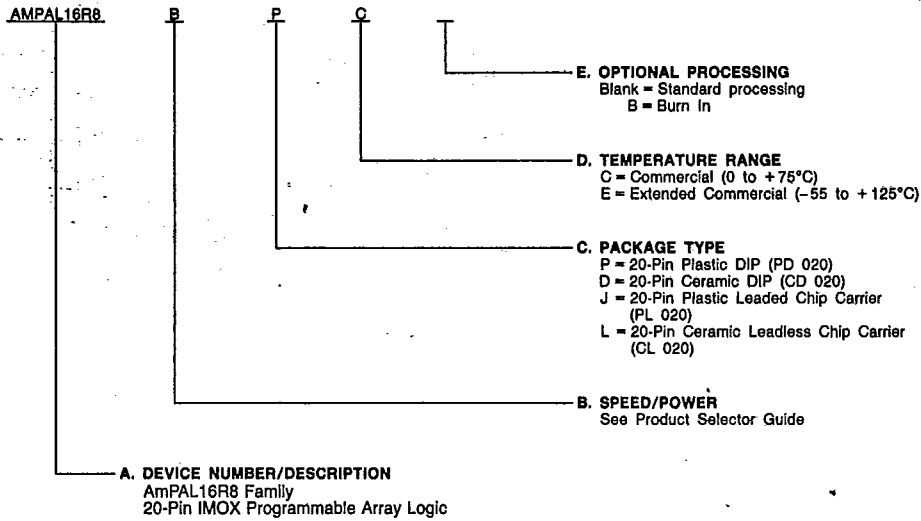 AMPAL16R8 B P C
E. OPTIONAL PROCESSING
Blank = Standard processing
B = Burn In
D. TEMPERATURE RANGE
C = Commercial (0 to +75°C)
E = Extended Commercial (−55 to +125°C)
C. PACKAGE TYPE
P = 20-Pin Plastic DIP (PD 020)
D = 20-Pin Ceramic DIP (CD 020)
J = 20-Pin Plastic Leaded Chip Carrier
(PL 020)
L = 20-Pin Ceramic Leadless Chip Carrier
(CL 020)
B. SPEED/POWER
See Product Selector Guide
A. DEVICE NUMBER/DESCRIPTION
AmPAL16R8 Family
20-Pin IMOX Programmable Array Logic